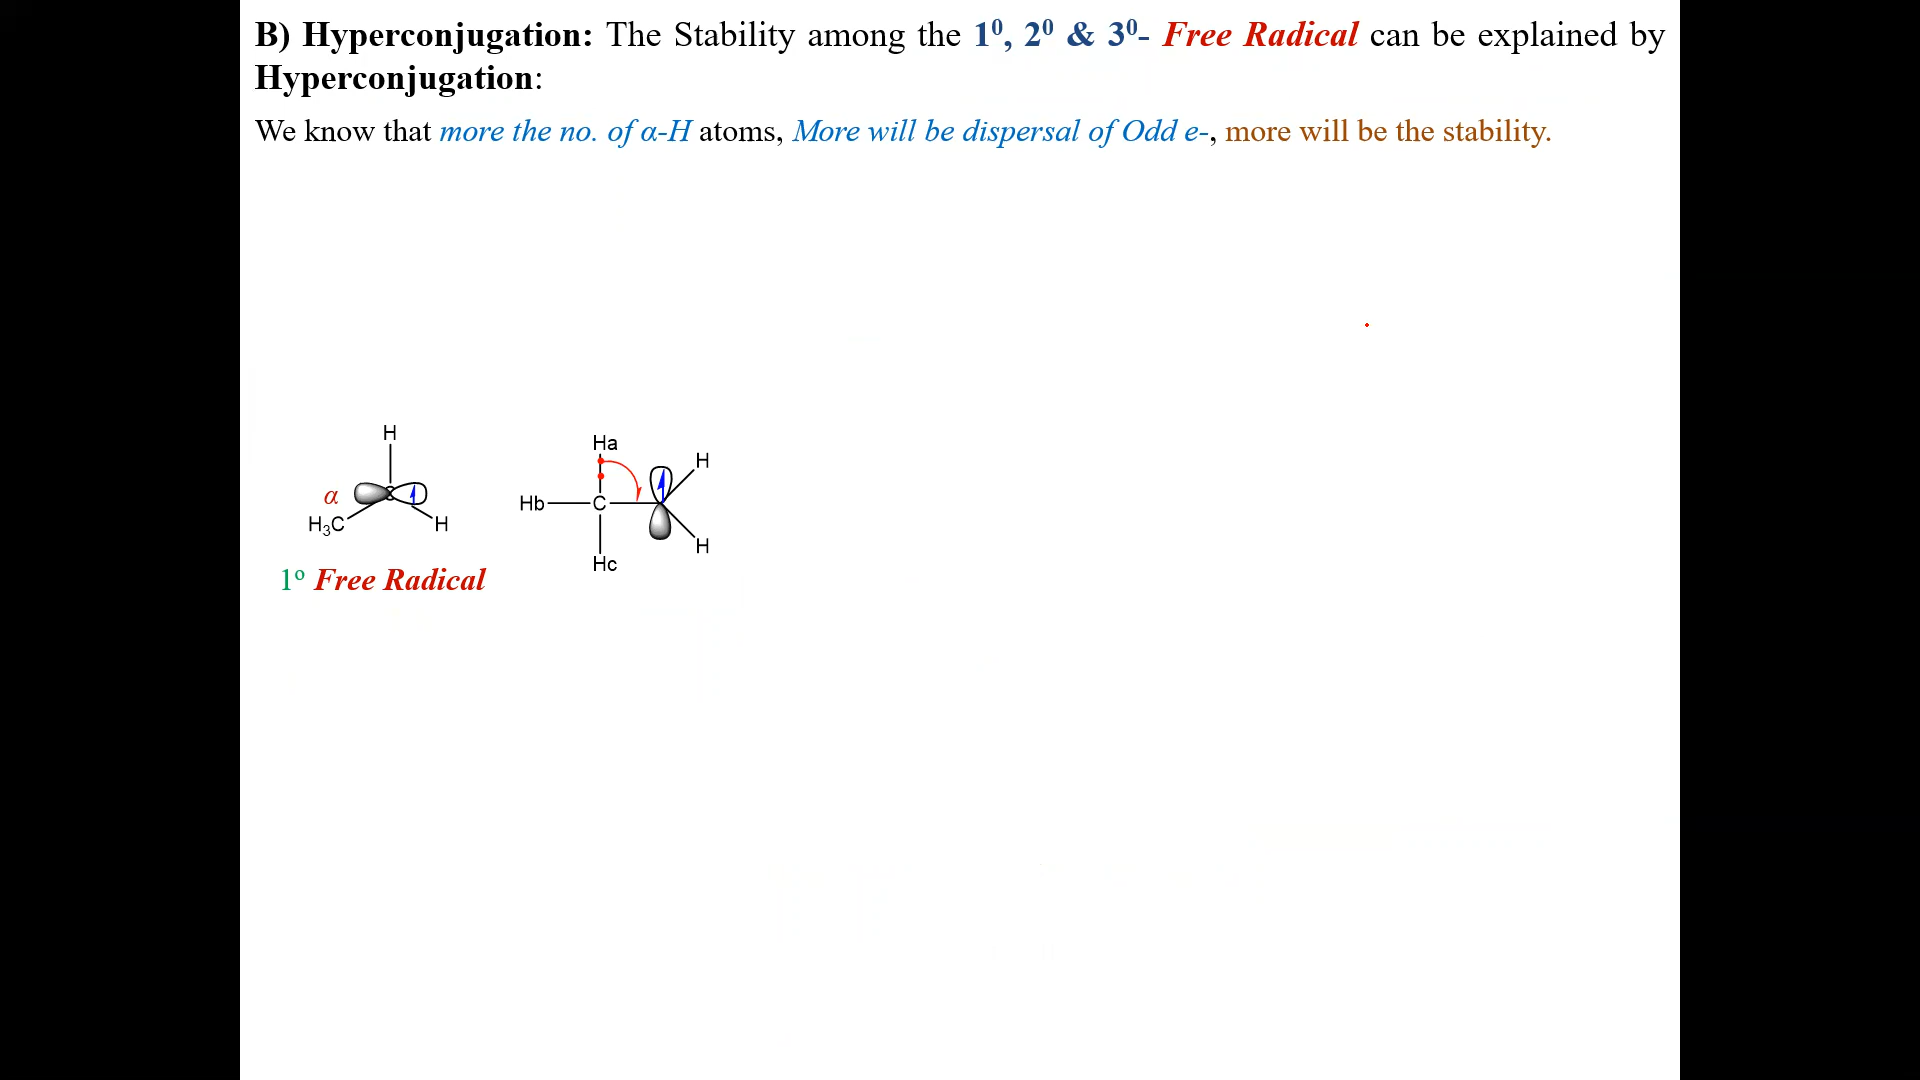 B) Hyperconjugation: The Stability among the 1⁰, 2⁰ & 3⁰- Free Radical can be explained by
Hyperconjugation:
We know that more the no. of α-H atoms, More will be dispersal of Odd e-, more will be the stability.
H
α
H₃C
H
1º Free Radical
Ha
H
Hb
C
H
Hc